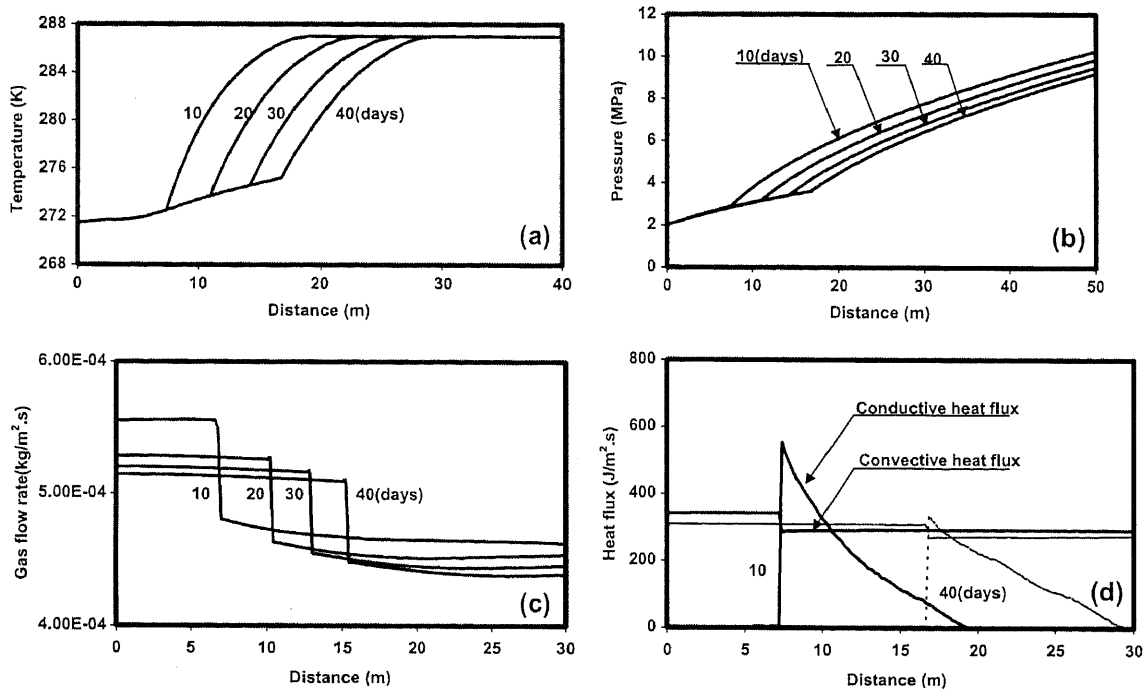 288
284
280
276
272
268
Temperature (K)
10
20
30
40(days)
(a)
0
10
20
30
40
Distance (m)
12
10
8
6
4
2
0
Pressure (MPa)
10(days)
20
30
40
(b)
0
10
20
30
40
50
Distance (m)
6.00E-04
5.00E-04
4.00E-04
Gas flow rate(kg/m².s)
10
20
30
40(days)
(c)
0
5
10
15
20
25
30
Distance (m)
800
600
400
200
0
Heat flux (J/m².s)
Conductive heat flux
Convective heat flux
10
40(days)
(d)
0
5
10
15
20
25
30
Distance (m)